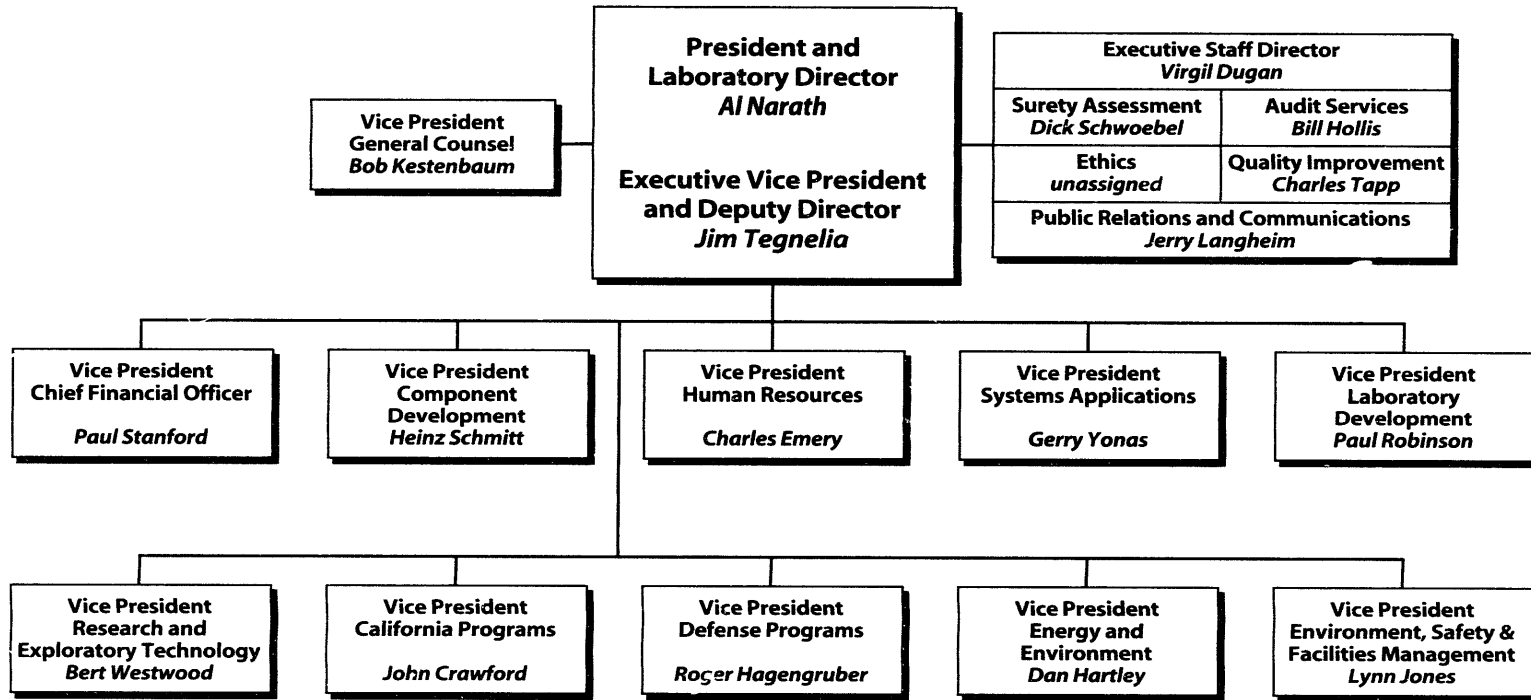 President and
Laboratory Director
Al Narath
Executive Vice President
and Deputy Director
Jim Tegnelia
Vice President
General Counsel
Bob Kestenbaum
Executive Staff Director
Virgil Dugan
Surety Assessment
Dick Schwoebel
Audit Services
Bill Hollis
Ethics
unassigned
Quality Improvement
Charles Tapp
Public Relations and Communications
Jerry Langheim
Vice President
Chief Financial Officer
Paul Stanford
Vice President
Component
Development
Heinz Schmitt
Vice President
Human Resources
Charles Emery
Vice President
Systems Applications
Gerry Yonas
Vice President
Laboratory
Development
Paul Robinson
Vice President
Research and
Exploratory Technology
Bert Westwood
Vice President
California Programs
John Crawford
Vice President
Defense Programs
Roger Hagengruber
Vice President
Energy and
Environment
Dan Hartley
Vice President
Environment, Safety &
Facilities Management
Lynn Jones